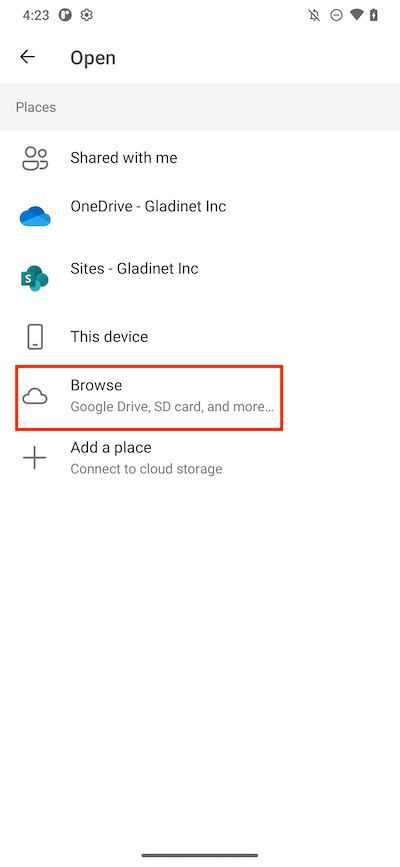 4:23
Open
Places
Shared with me
OneDrive - Gladinet Inc
S
Sites - Gladinet Inc
This device
Browse
Google Drive, SD card, and more...
Add a place
Connect to cloud storage